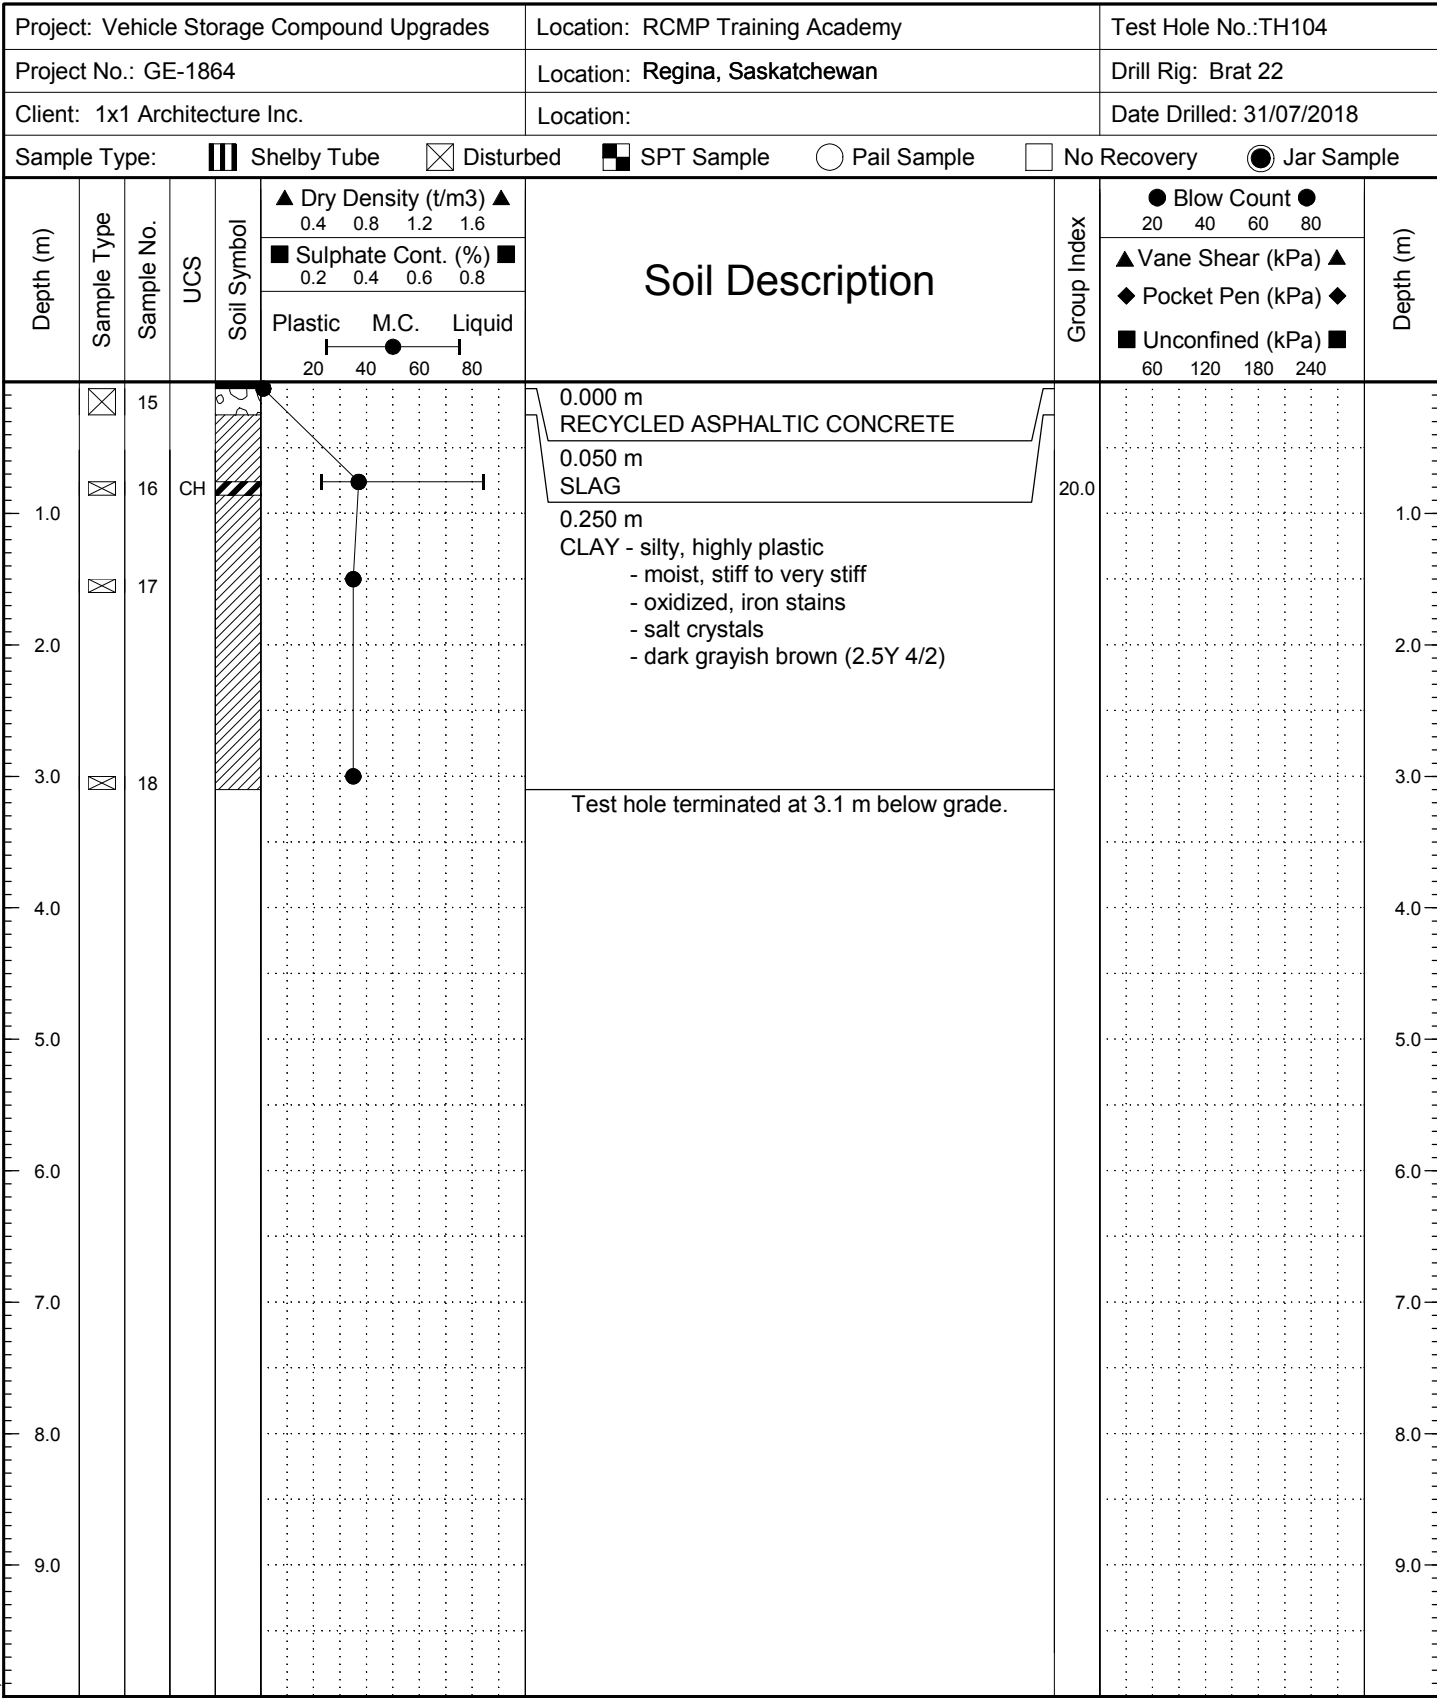 Project: Vehicle Storage Compound Upgrades
Location: RCMP Training Academy
Test Hole No.:TH104
Project No.: GE-1864
Location: Regina, Saskatchewan
Drill Rig: Brat 22
Client: 1x1 Architecture Inc.
Location:
Date Drilled: 31/07/2018
Sample Type: Shelby Tube Disturbed SPT Sample Pail Sample No Recovery Jar Sample
Depth (m)
Sample Type
Sample No.
UCS
Soil Symbol
▲ Dry Density (t/m3) ▲
0.4 0.8 1.2 1.6
■ Sulphate Cont. (%) ■
0.2 0.4 0.6 0.8
Plastic M.C. Liquid
20 40 60 80
Soil Description
Group Index
● Blow Count ●
20 40 60 80
▲ Vane Shear (kPa) ▲
◆ Pocket Pen (kPa) ◆
■ Unconfined (kPa) ■
60 120 180 240
Depth (m)
15
0.000 m
RECYCLED ASPHALTIC CONCRETE
0.050 m
SLAG
16 CH
20.0
1.0
1.0
0.250 m
CLAY - silty, highly plastic
- moist, stiff to very stiff
17
- oxidized, iron stains
- salt crystals
2.0
2.0
- dark grayish brown (2.5Y 4/2)
3.0
3.0
18
Test hole terminated at 3.1 m below grade.
4.0
4.0
5.0
5.0
6.0
6.0
7.0
7.0
8.0
8.0
9.0
9.0